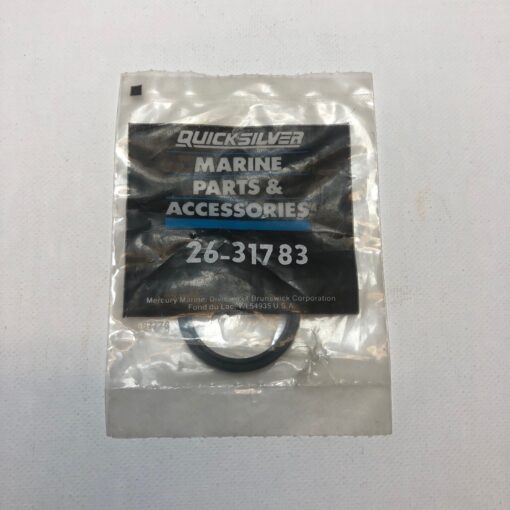 QUICKSILVER
MARINE
PARTS &
ACCESSORIES
26-31783
Mercury Marine, Division of Brunswick Corporation
Fond du Lac, WI 54935 U.S.A.